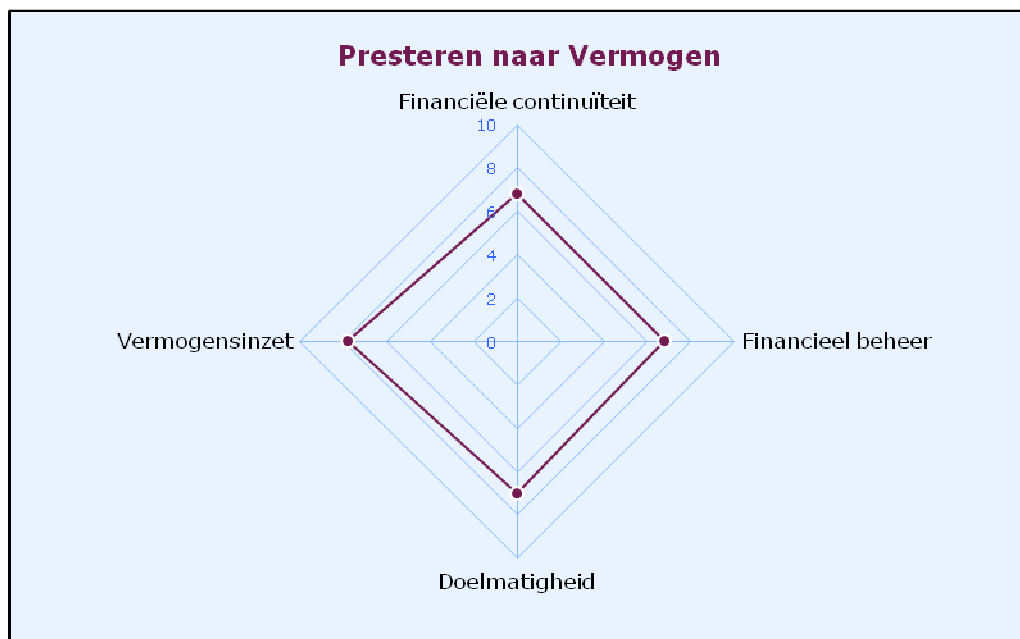 Presteren naar Vermogen
Financiële continuïteit
10
8
6
4
2
0
Vermogensinzet
Financieel beheer
Doelmatigheid